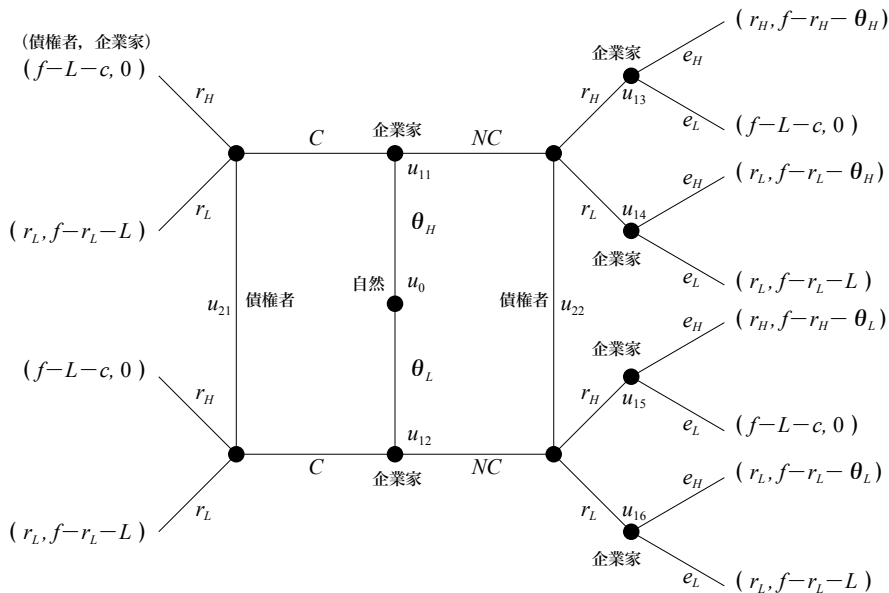 (債権者，企業家)
(f−L−c, 0)
r_H
r_L
(r_L, f−r_L−L)
C
企業家
u_11
NC
θ_H
自然
u_0
θ_L
u_21
債権者
債権者
u_22
(f−L−c, 0)
r_H
r_L
(r_L, f−r_L−L)
C
u_12
企業家
NC
r_H
企業家
u_13
e_H
(r_H, f−r_H−θ_H)
e_L
(f−L−c, 0)
r_L
u_14
企業家
e_H
(r_L, f−r_L−θ_H)
e_L
(r_L, f−r_L−L)
r_H
企業家
u_15
e_H
(r_H, f−r_H−θ_L)
e_L
(f−L−c, 0)
r_L
u_16
企業家
e_H
(r_L, f−r_L−θ_L)
e_L
(r_L, f−r_L−L)